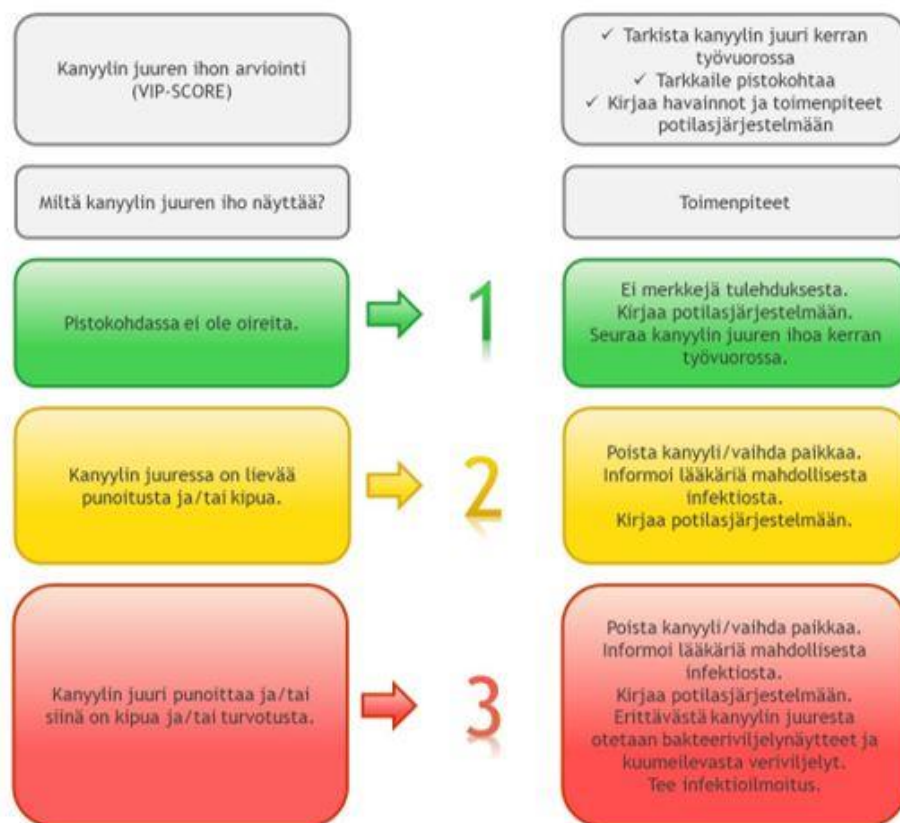 Kanyylin juuren ihon arviointi
(VIP-SCORE)
✓ Tarkista kanyylin juuri kerran
työvuorossa
✓ Tarkkaile pistokohtaa
✓ Kirjaa havainnot ja toimenpiteet
potilasjärjestelmään
Miltä kanyylin juuren iho näyttää?
Toimenpiteet
Pistokohdassa ei ole oireita.
1
Ei merkkejä tulehduksesta.
Kirjaa potilasjärjestelmään.
Seuraa kanyylin juuren ihoa kerran
työvuorossa.
Kanyylin juuressa on lievää
punoitusta ja/tai kipua.
2
Poista kanyyli/vaihda paikkaa.
Informoi lääkäriä mahdollisesta
infektiosta.
Kirjaa potilasjärjestelmään.
Kanyylin juuri punoittaa ja/tai
siinä on kipua ja/tai turvotusta.
3
Poista kanyyli/vaihda paikkaa.
Informoi lääkäriä mahdollisesta
infektiosta.
Kirjaa potilasjärjestelmään.
Erittävästä kanyylin juuresta
otetaan bakteeriviljelynäytteet ja
kuumeilevasta veriviljelyt.
Tee infektioilmoitus.